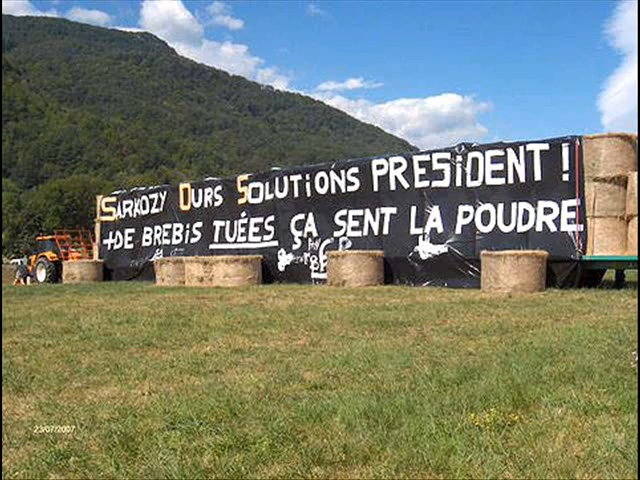 SARKOZY OURS SOLUTIONS PRESIDENT !
+DE BREBIS TUÉES ÇA SENT LA POUDRE
23/07/2007